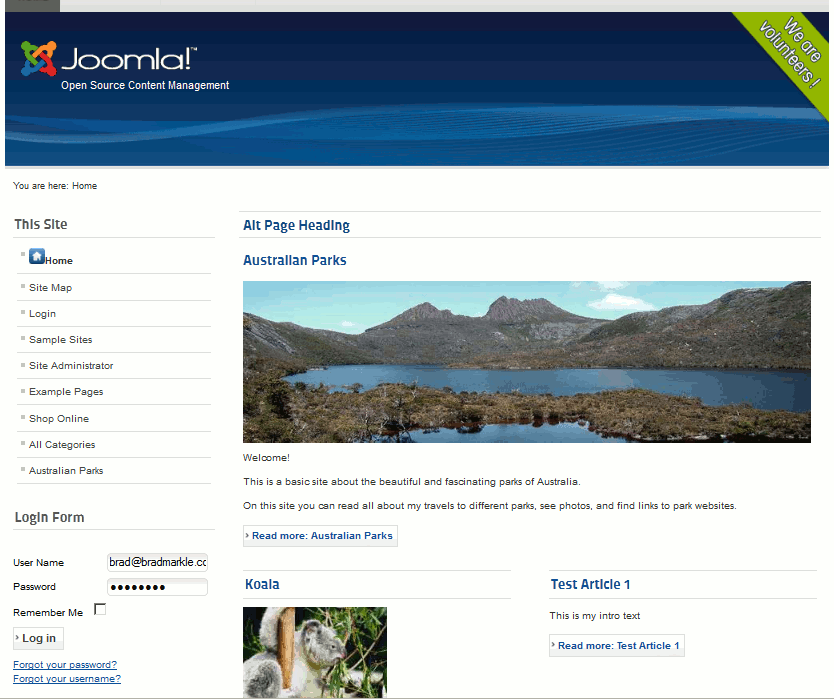 Joomla!™
Open Source Content Management
We are
volunteers !
You are here: Home
This Site
Home
Site Map
Login
Sample Sites
Site Administrator
Example Pages
Shop Online
All Categories
Australian Parks
Login Form
User Name
brad@bradmarkle.cc
Password
Remember Me
Log in
Forgot your password?
Forgot your username?
Alt Page Heading
Australian Parks
Welcome!
This is a basic site about the beautiful and fascinating parks of Australia.
On this site you can read all about my travels to different parks, see photos, and find links to park websites.
Read more: Australian Parks
Koala
Test Article 1
This is my intro text
Read more: Test Article 1